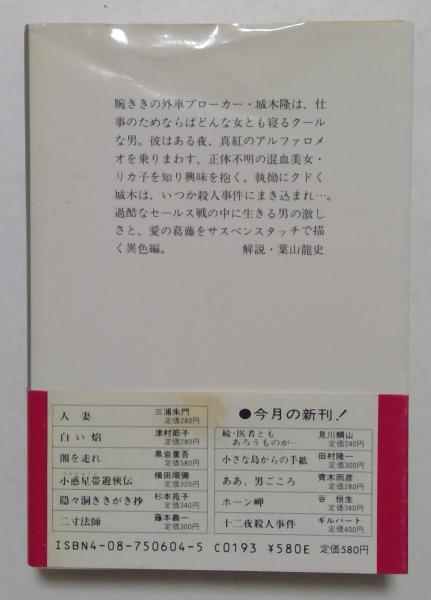 腕ききの外車ブローカー・城木隆は、仕
事のためならばどんな女とも寝るクール
な男。彼はある夜、真紅のアルファロメ
オを乗りまわす、正体不明の混血美女・
リカ子を知り興味を抱く。執拗にクドく
城木は、いつか殺人事件にまき込まれ…。
過酷なセールス戦の中に生きる男の激し
さと、愛の葛藤をサスペンスタッチで描
く異色編。 解説・葉山龍史
人妻 三浦朱門 定価280円
白い焰 津村節子 定価280円
闇を走れ 黒岩重吾 定価580円
小惑星帯遊侠伝 横田順彌 定価320円
隠々洞ききがき抄 杉本苑子 定価340円
二寸法師 藤本義一 定価300円
●今月の新刊!
続・医者とも
あろうものが… 見川鯛山 定価240円
小さな島からの手紙 田村隆一 定価300円
ああ、男ごころ 青木雨彦 定価280円
ホーン岬 谷恒生 定価340円
十二夜殺人事件 ギルバート 定価400円
ISBN4-08-750604-5 C0193 ¥580E 定価580円